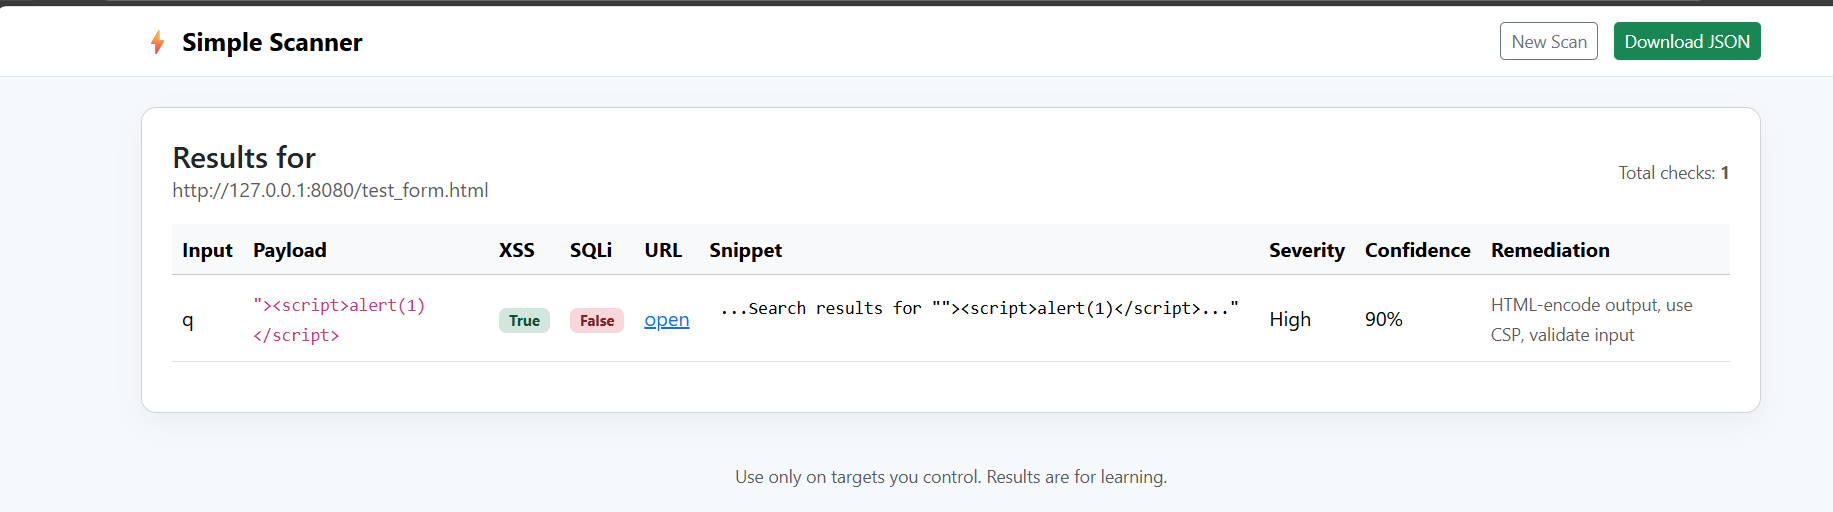 Simple Scanner
New Scan
Download JSON
Results for
http://127.0.0.1:8080/test_form.html
Total checks: 1
Input Payload XSS SQLi URL Snippet Severity Confidence Remediation
q
"><script>alert(1)
</script>
True
False
open
...Search results for ""><script>alert(1)</script>..."
High
90%
HTML-encode output, use
CSP, validate input
Use only on targets you control. Results are for learning.